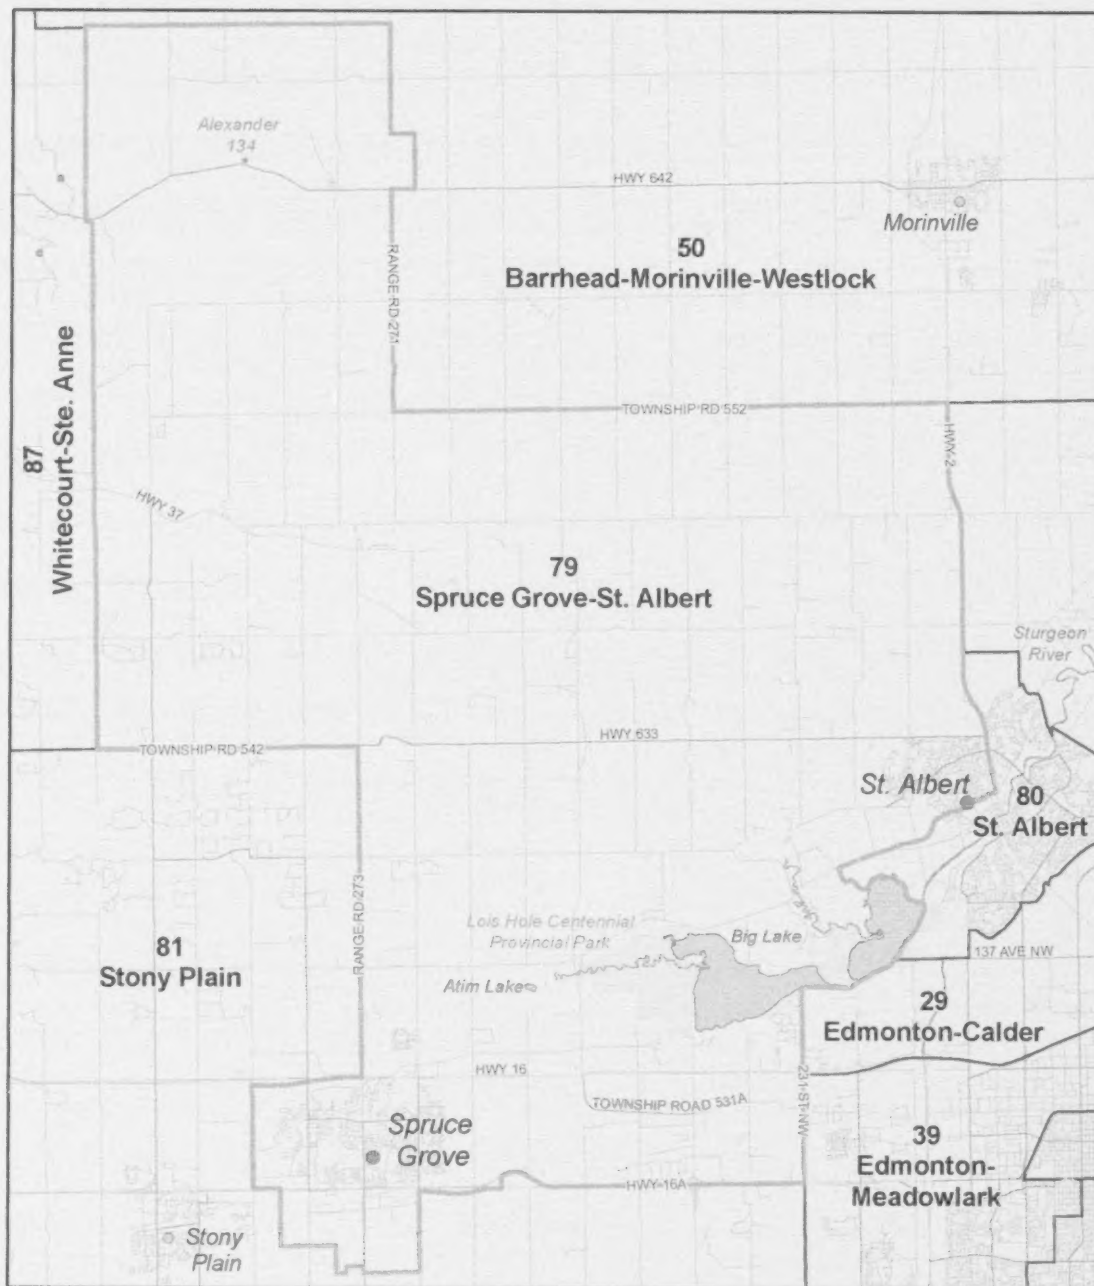 Alexander
134
HWY 642
Morinville
50
Barrhead-Morinville-Westlock
RANGE RD 271
87
Whitecourt-Ste. Anne
TOWNSHIP RD 552
HWY 2
HWY 37
79
Spruce Grove-St. Albert
Sturgeon
River
TOWNSHIP RD 542
HWY 633
St. Albert
80
St. Albert
RANGE RD 273
Lois Hole Centennial
Provincial Park
Big Lake
81
Stony Plain
137 AVE NW
Atim Lake
29
Edmonton-Calder
HWY 16
231 ST NW
TOWNSHIP ROAD 531A
Spruce
Grove
39
Edmonton-
Meadowlark
HWY 16A
Stony
Plain